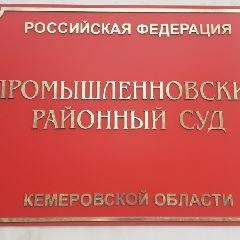 РОССИЙСКАЯ ФЕДЕРАЦИЯ
ПРОМЫШЛЕННОВСКИ
РАЙОННЫЙ СУД
КЕМЕРОВСКОЙ ОБЛАСТИ